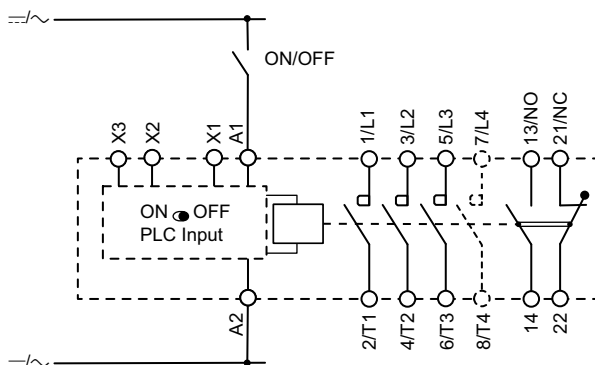 ON/OFF
X3
X2
X1
A1
1/L1
3/L2
5/L3
7/L4
13/NO
21/NC
ON OFF
PLC Input
A2
2/T1
4/T2
6/T3
8/T4
14
22